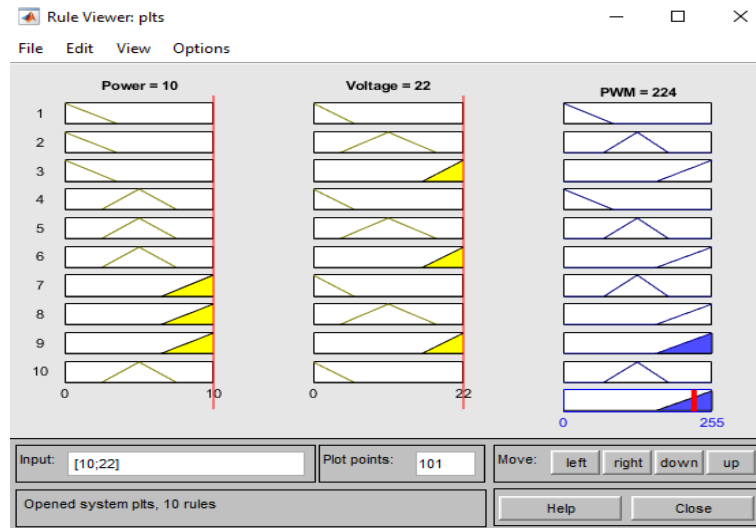 Rule Viewer: plts
File Edit View Options
Power = 10 Voltage = 22 PWM = 224
1
2
3
4
5
6
7
8
9
10
0 10 0 22
0 255
Input: [10;22] Plot points: 101 Move: left right down up
Opened system plts, 10 rules Help Close